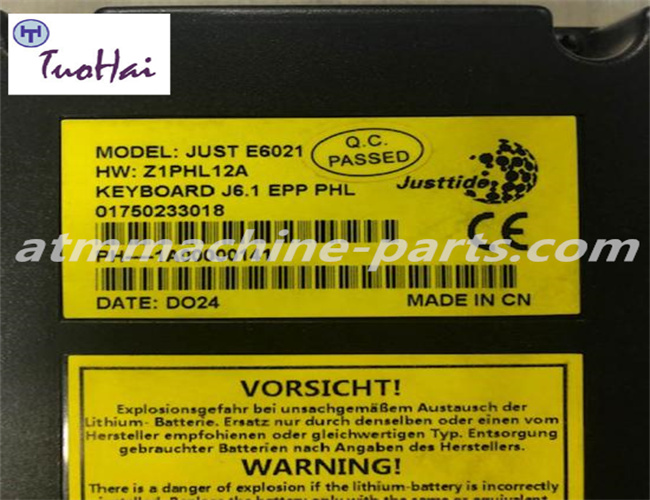 TuoHai
MODEL: JUST E6021
Q.C.
PASSED
HW: Z1PHL12A
KEYBOARD J6.1 EPP PHL
Justtide
01750233018
CE
atmmachine-parts.com
DATE: DO24
MADE IN CN
VORSICHT!
Explosionsgefahr bei unsachgemäßem Austausch der
Lithium- Batterie. Ersatz nur durch denselben oder einen vom
Hersteller empfohienen oder gleichwertigen Typ. Entsorgung
gebrauchter Batterien nach Angaben des Herstellers.
WARNING!
There is a danger of explosion if the lithium-battery is incorrectly